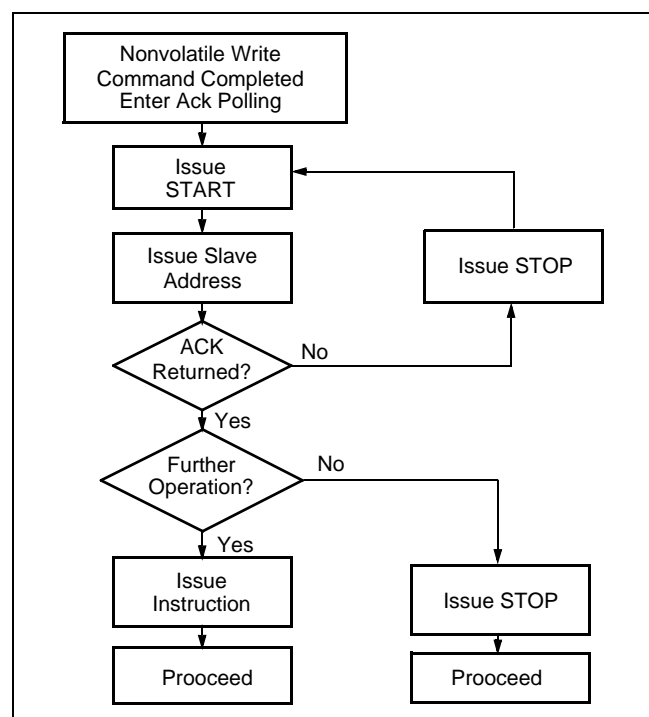 Nonvolatile Write
Command Completed
Enter Ack Polling
Issue
START
Issue Slave
Address
Issue STOP
ACK
Returned?
No
Yes
Further
Operation?
No
Yes
Issue
Instruction
Issue STOP
Prooceed
Prooceed